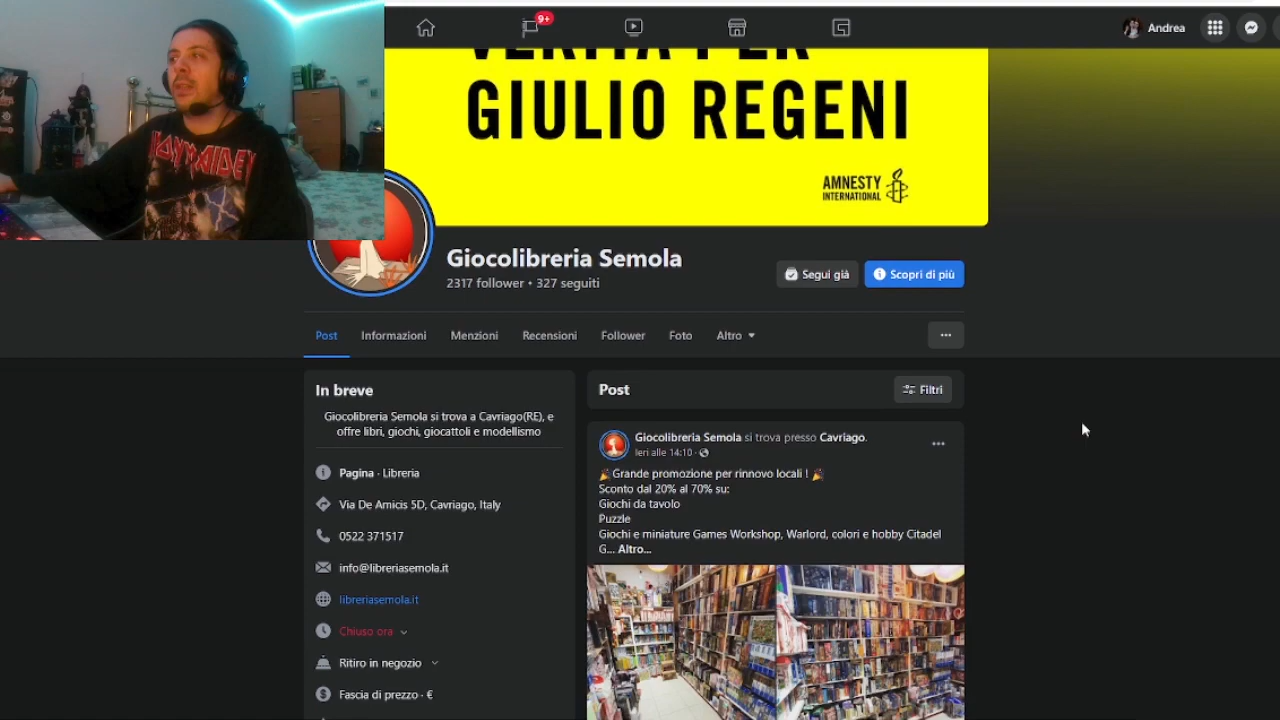 9+
Andrea
VERITÀ PER
GIULIO REGENI
AMNESTY
INTERNATIONAL
IRON MAIDEN
Giocolibreria Semola
2317 follower • 327 seguiti
Segui già
Scopri di più
Post
Informazioni
Menzioni
Recensioni
Follower
Foto
Altro
In breve
Giocolibreria Semola si trova a Cavriago(RE), e
offre libri, giochi, giocattoli e modellismo
Pagina · Libreria
Via De Amicis 5D, Cavriago, Italy
0522 371517
info@libreriasemola.it
libreriasemola.it
Chiuso ora
Ritiro in negozio
Fascia di prezzo · €
Post
Filtri
Giocolibreria Semola si trova presso Cavriago.
Ieri alle 14:10 ·
🎉Grande promozione per rinnovo locali ! 🎉
Sconto dal 20% al 70% su:
Giochi da tavolo
Puzzle
Giochi e miniature Games Workshop, Warlord, colori e hobby Citadel
G... Altro...